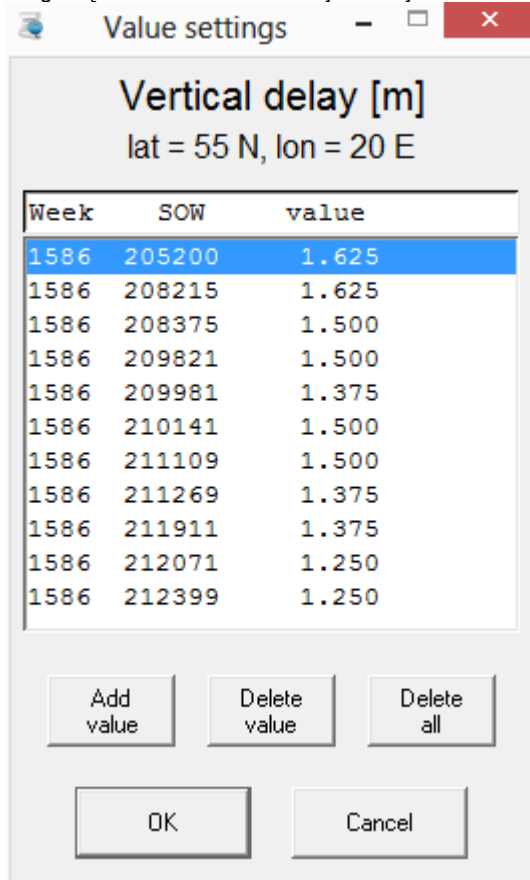 Value settings
Vertical delay [m]
lat = 55 N, lon = 20 E
Week SOW value
1586 205200 1.625
1586 208215 1.625
1586 208375 1.500
1586 209821 1.500
1586 209981 1.375
1586 210141 1.500
1586 211109 1.500
1586 211269 1.375
1586 211911 1.375
1586 212071 1.250
1586 212399 1.250
Add value
Delete value
Delete all
OK
Cancel